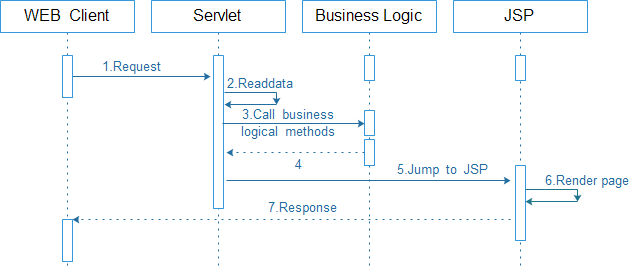 WEB Client
Servlet
Business Logic
JSP
1.Request
2.Readdata
3.Call business
logical methods
4
5.Jump to JSP
6.Render page
7.Response